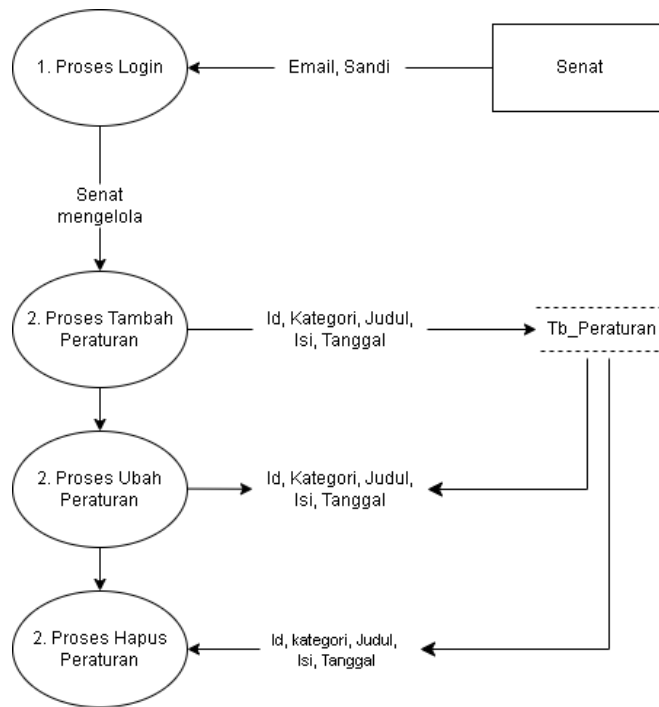 1. Proses Login
Email, Sandi
Senat
Senat
mengelola
2. Proses Tambah
Peraturan
Id, Kategori, Judul,
Isi, Tanggal
Tb_Peraturan
2. Proses Ubah
Peraturan
Id, Kategori, Judul,
Isi, Tanggal
2. Proses Hapus
Peraturan
Id, kategori, Judul,
Isi, Tanggal